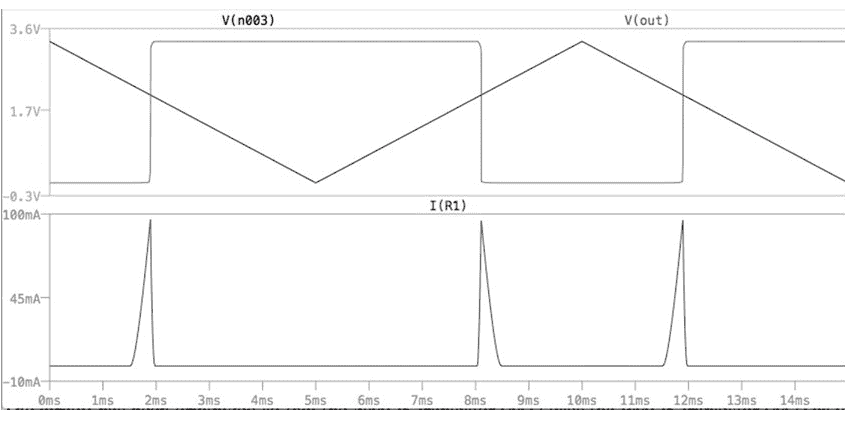 V(n003) V(out)
3.6V
1.7V
-0.3V
I(R1)
100mA
45mA
-10mA
0ms 1ms 2ms 3ms 4ms 5ms 6ms 7ms 8ms 9ms 10ms 11ms 12ms 13ms 14ms